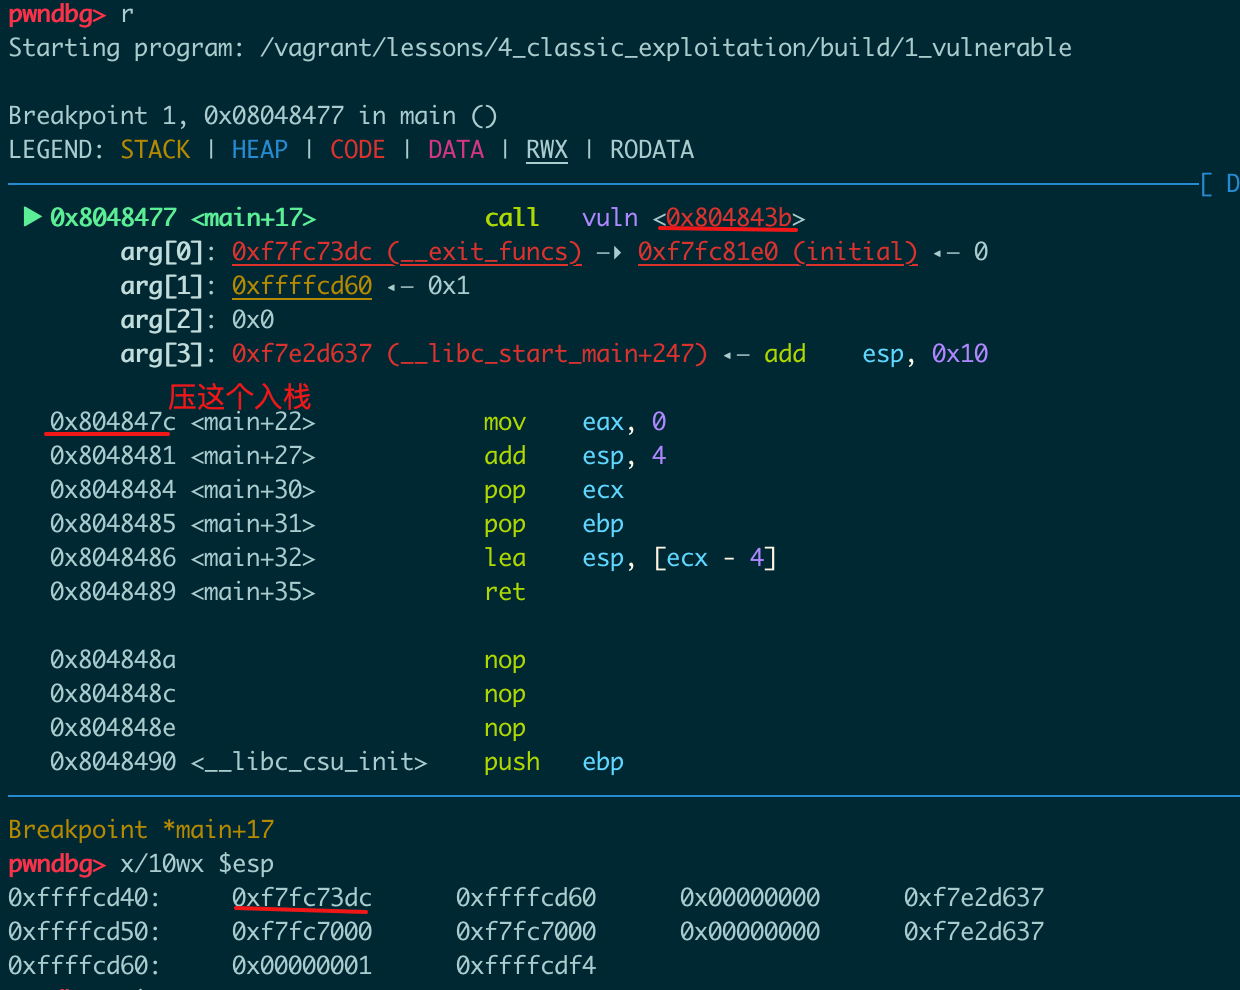 pwndbg> r
Starting program: /vagrant/lessons/4_classic_exploitation/build/1_vulnerable
Breakpoint 1, 0x08048477 in main ()
LEGEND: STACK | HEAP | CODE | DATA | RWX | RODATA
[ D
► 0x8048477 <main+17> call vuln <0x804843b>
arg[0]: 0xf7fc73dc (__exit_funcs) —▸ 0xf7fc81e0 (initial) ◂— 0
arg[1]: 0xffffcd60 ◂— 0x1
arg[2]: 0x0
arg[3]: 0xf7e2d637 (__libc_start_main+247) ◂— add esp, 0x10
压这个入栈
0x804847c <main+22> mov eax, 0
0x8048481 <main+27> add esp, 4
0x8048484 <main+30> pop ecx
0x8048485 <main+31> pop ebp
0x8048486 <main+32> lea esp, [ecx - 4]
0x8048489 <main+35> ret
0x804848a nop
0x804848c nop
0x804848e nop
0x8048490 <__libc_csu_init> push ebp
Breakpoint *main+17
pwndbg> x/10wx $esp
0xffffcd40: 0xf7fc73dc 0xffffcd60 0x00000000 0xf7e2d637
0xffffcd50: 0xf7fc7000 0xf7fc7000 0x00000000 0xf7e2d637
0xffffcd60: 0x00000001 0xffffcdf4